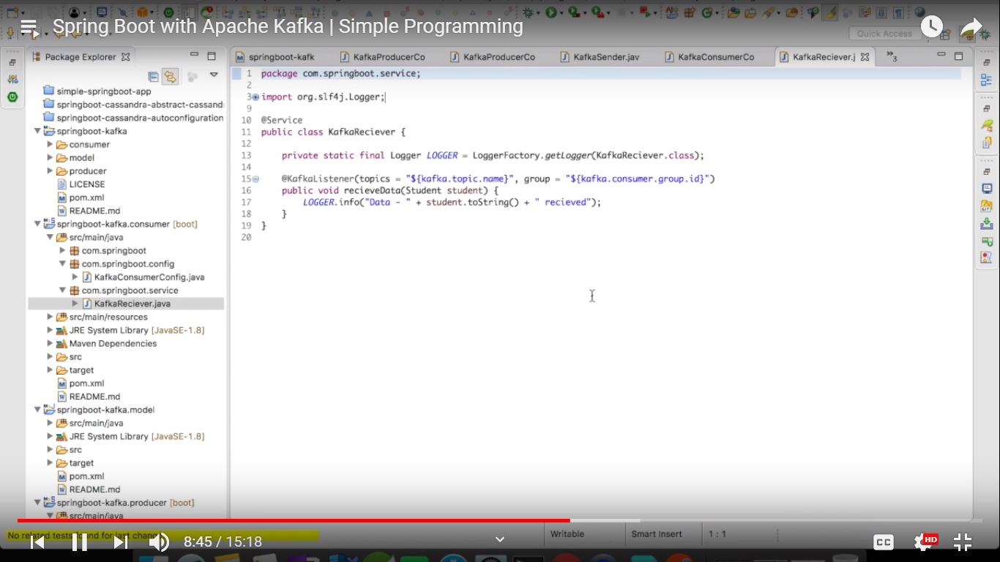 Spring Boot with Apache Kafka | Simple Programming
Quick Access
Package Explorer
springboot-kafk
KafkaProducerCo
KafkaProducerCo
KafkaSender.jav
KafkaConsumerCo
KafkaReciever.j
3
simple-springboot-app
springboot-cassandra-abstract-cassand
springboot-cassandra-autoconfiguration
springboot-kafka
consumer
model
producer
LICENSE
pom.xml
README.md
springboot-kafka.consumer [boot]
src/main/java
com.springboot
com.springboot.config
KafkaConsumerConfig.java
com.springboot.service
KafkaReciever.java
src/main/resources
JRE System Library [JavaSE-1.8]
Maven Dependencies
src
target
pom.xml
README.md
springboot-kafka.model
src/main/java
JRE System Library [JavaSE-1.8]
src
target
pom.xml
README.md
springboot-kafka.producer [boot]
src/main/java
1 package com.springboot.service;
2
3 import org.slf4j.Logger;
9
10 @Service
11 public class KafkaReciever {
12
13 private static final Logger LOGGER = LoggerFactory.getLogger(KafkaReciever.class);
14
15 @KafkaListener(topics = "${kafka.topic.name}", group = "${kafka.consumer.group.id}")
16 public void recieveData(Student student) {
17 LOGGER.info("Data - " + student.toString() + " recieved");
18 }
19 }
20
No related tests found for last change
Writable
Smart Insert
1 : 1
8:45 / 15:18
CC
HD